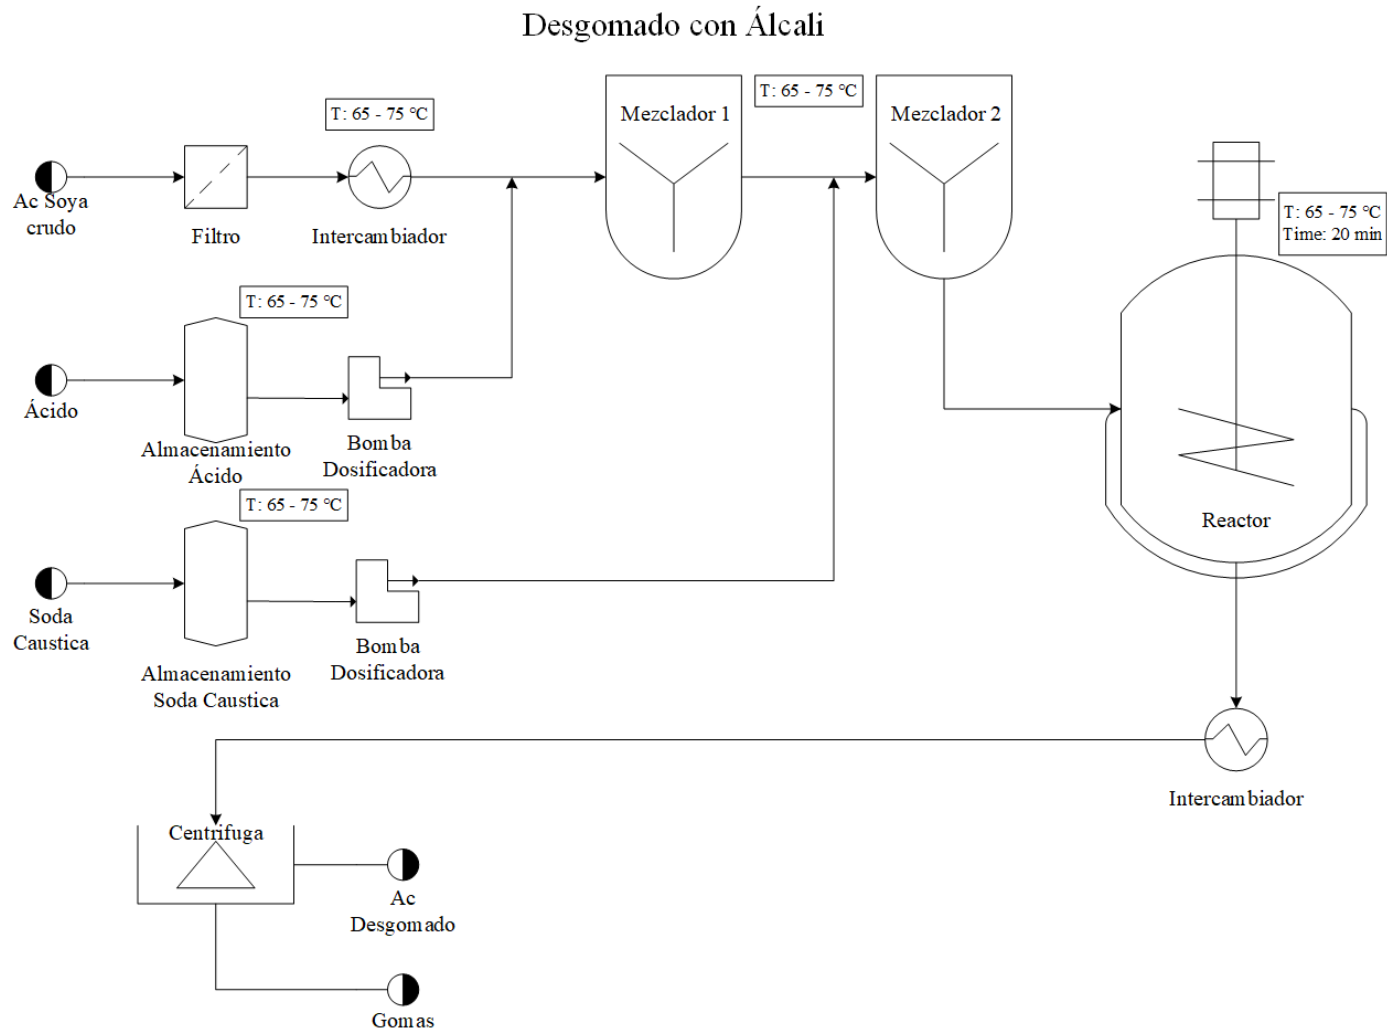 Desgomado con Álcali
T: 65 - 75 °C
T: 65 - 75 °C
Mezclador 1
Mezclador 2
Ac Soya
crudo
Filtro
Intercambiador
T: 65 - 75 °C
Time: 20 min
T: 65 - 75 °C
Ácido
Almacenamiento
Ácido
Bomba
Dosificadora
T: 65 - 75 °C
Reactor
Soda
Caustica
Almacenamiento
Soda Caustica
Bomba
Dosificadora
Intercambiador
Centrifuga
Ac
Desgomado
Gomas